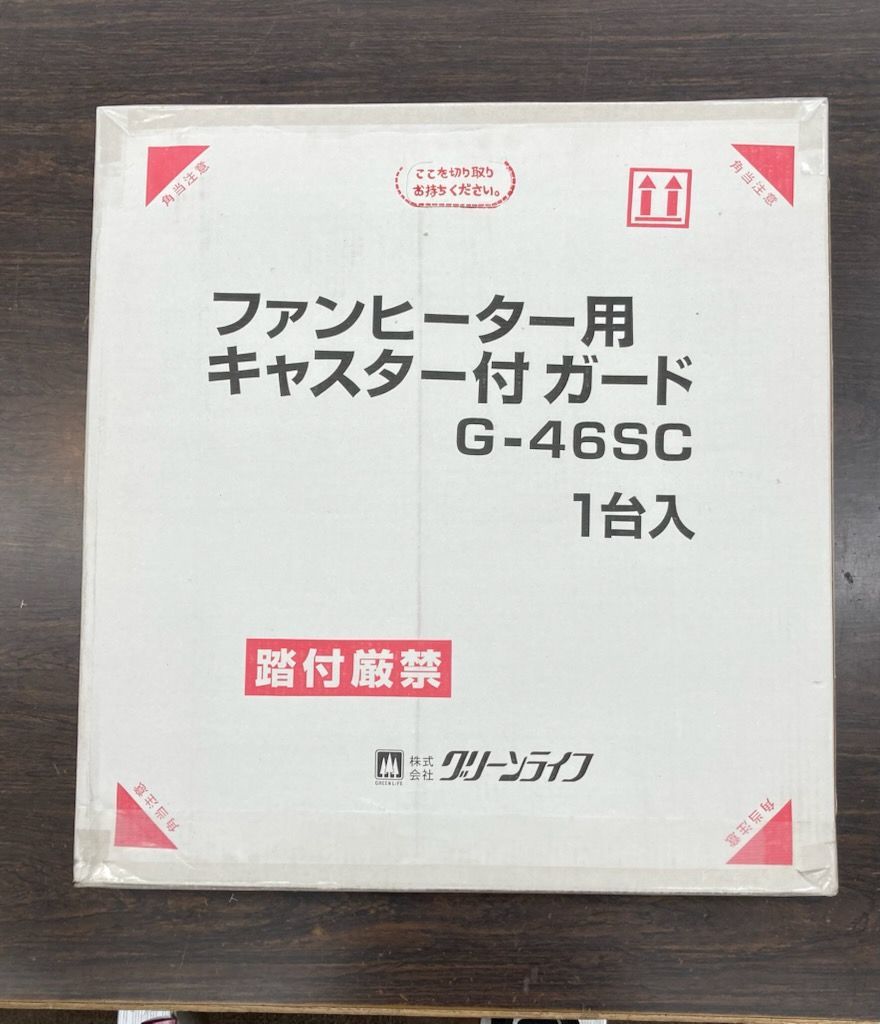 角当注意
ここを切り取り
お持ちください。
角当注意
ファンヒーター用
キャスター付 ガード
G-46SC
1台入
踏付厳禁
GREEN LIFE
株式
会社
グリーンライフ
角当注意
角当注意